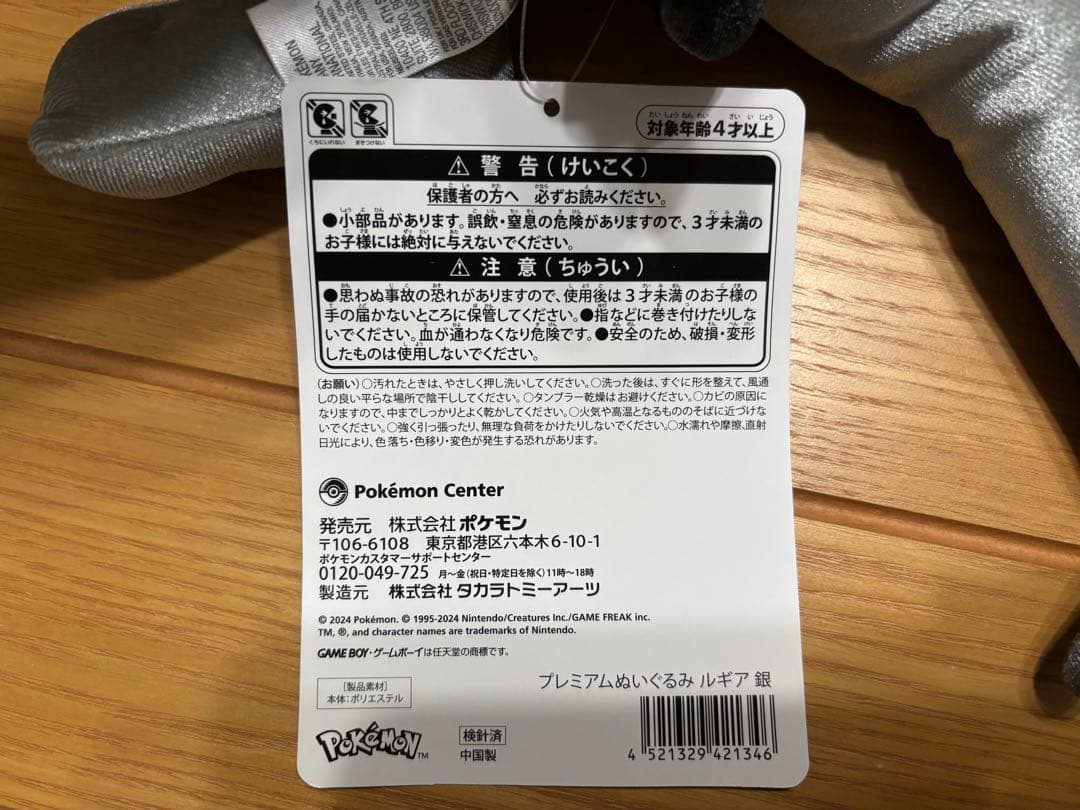 くちにいれない
まきつけない
対象年齢4才以上
⚠ 警 告 ( けいこく )
保護者の方へ 必ずお読みください。
●小部品があります。誤飲・窒息の危険がありますので、3才未満の
お子様には絶対に与えないでください。
⚠ 注 意 ( ちゅうい )
●思わぬ事故の恐れがありますので、使用後は3才未満のお子様の
手の届かないところに保管してください。●指などに巻き付けたりしな
いでください。血が通わなくなり危険です。●安全のため、破損・変形
したものは使用しないでください。
(お願い) ○汚れたときは、やさしく押し洗いしてください。○洗った後は、すぐに形を整えて、風通
しの良い平らな場所で陰干ししてください。○タンブラー乾燥はお避けください。○カビの原因に
なりますので、中までしっかりとよく乾かしてください。○火気や高温となるもののそばに近づけな
いでください。○強く引っ張ったり、無理な負荷をかけたりしないでください。○水濡れや摩擦、直射
日光により、色落ち・色移り・変色が発生する恐れがあります。
Pokémon Center
発売元 株式会社 ポケモン
〒106-6108 東京都港区六本木6-10-1
ポケモンカスタマーサポートセンター
0120-049-725 月〜金(祝日・特定日を除く)11時〜18時
製造元 株式会社 タカラトミーアーツ
© 2024 Pokémon. © 1995-2024 Nintendo/Creatures Inc./GAME FREAK inc.
TM, ®, and character names are trademarks of Nintendo.
GAME BOY・ゲームボーイは任天堂の商標です。
[製品素材]
本体:ポリエステル
プレミアムぬいぐるみ ルギア 銀
POKéMON™
検針済
中国製
4 521329 421346